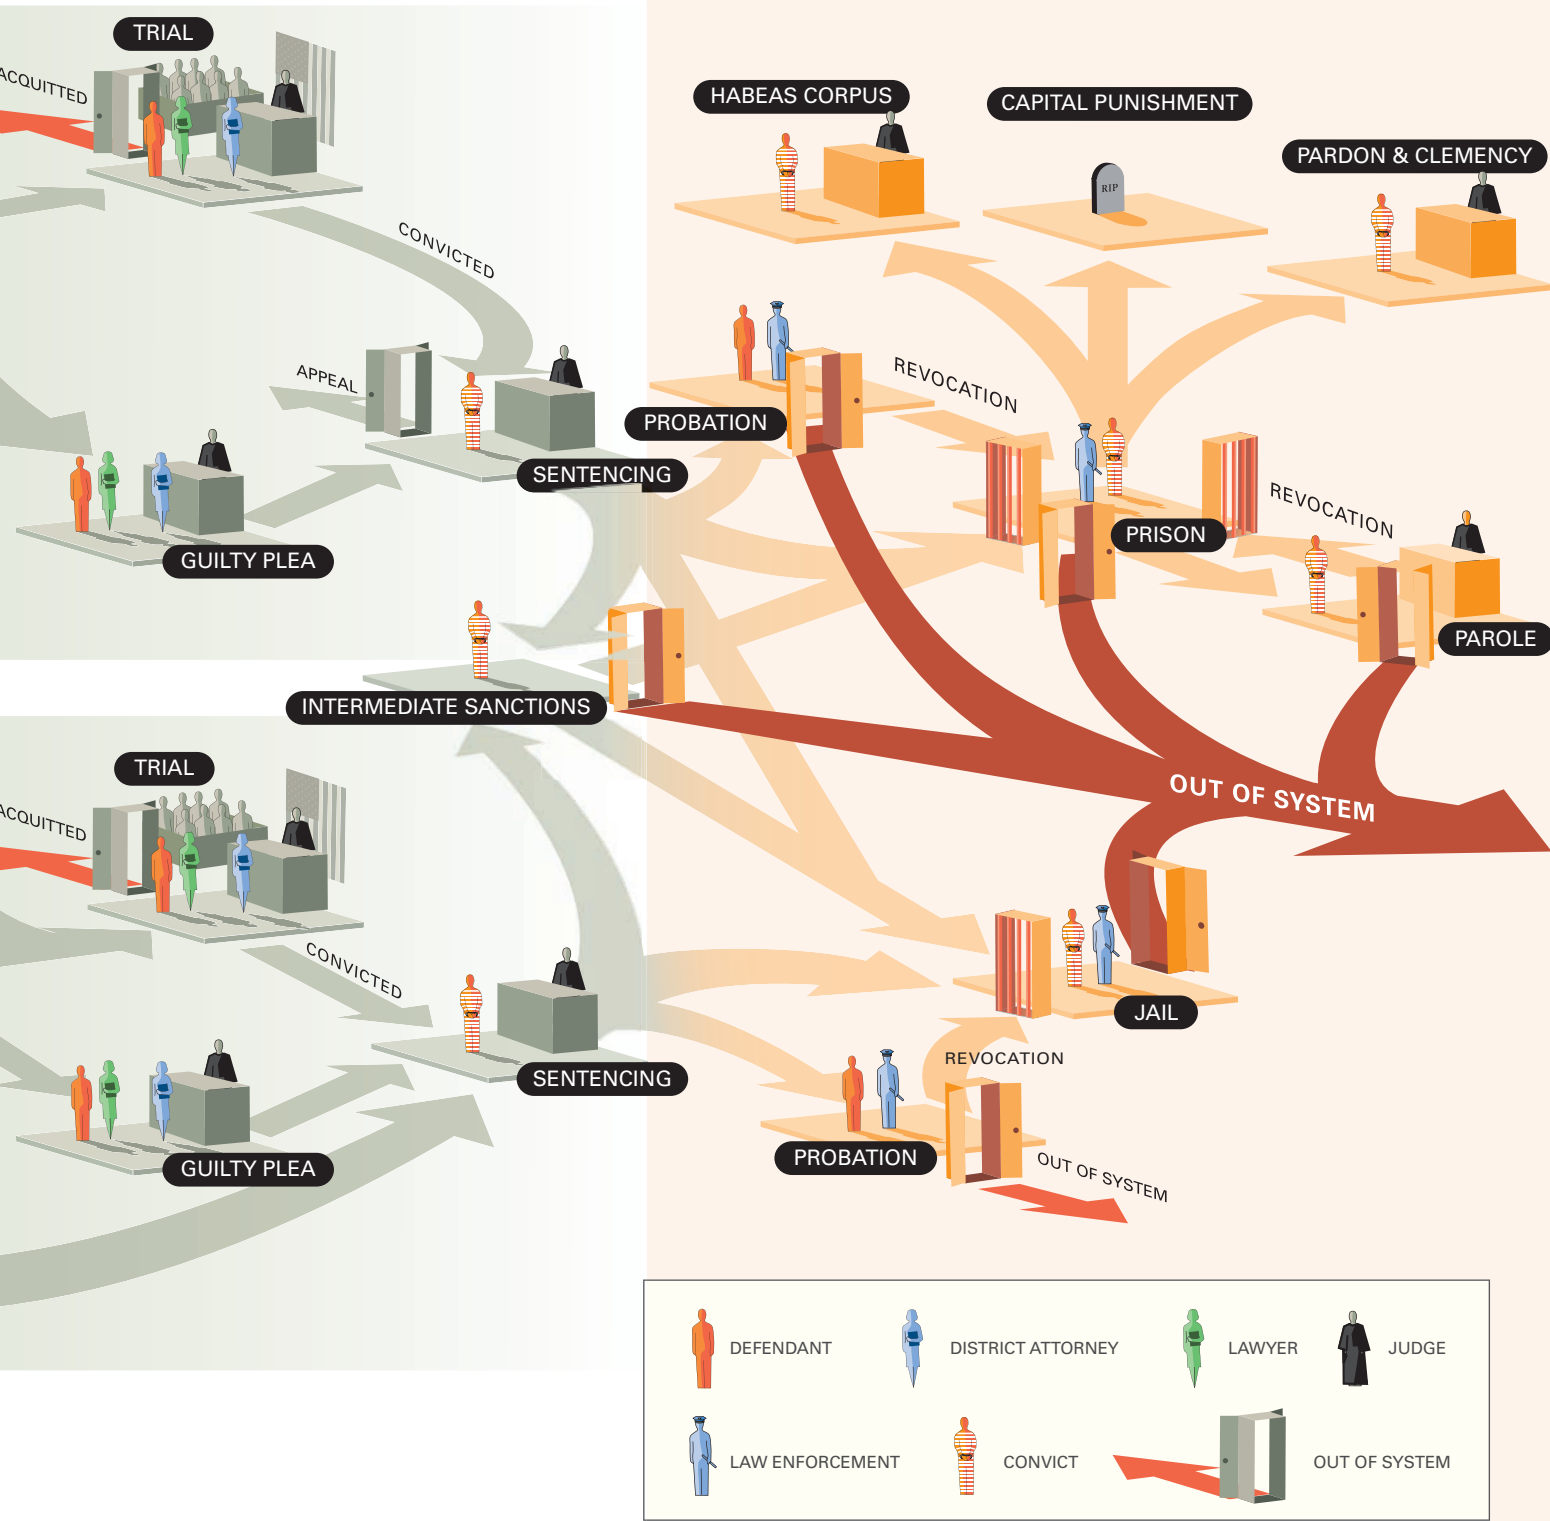 TRIAL
ACQUITTED
CONVICTED
HABEAS CORPUS
CAPITAL PUNISHMENT
RIP
PARDON & CLEMENCY
APPEAL
SENTENCING
GUILTY PLEA
PROBATION
REVOCATION
PRISON
REVOCATION
PAROLE
INTERMEDIATE SANCTIONS
OUT OF SYSTEM
TRIAL
ACQUITTED
CONVICTED
SENTENCING
GUILTY PLEA
JAIL
REVOCATION
PROBATION
OUT OF SYSTEM
DEFENDANT
DISTRICT ATTORNEY
LAWYER
JUDGE
LAW ENFORCEMENT
CONVICT
OUT OF SYSTEM